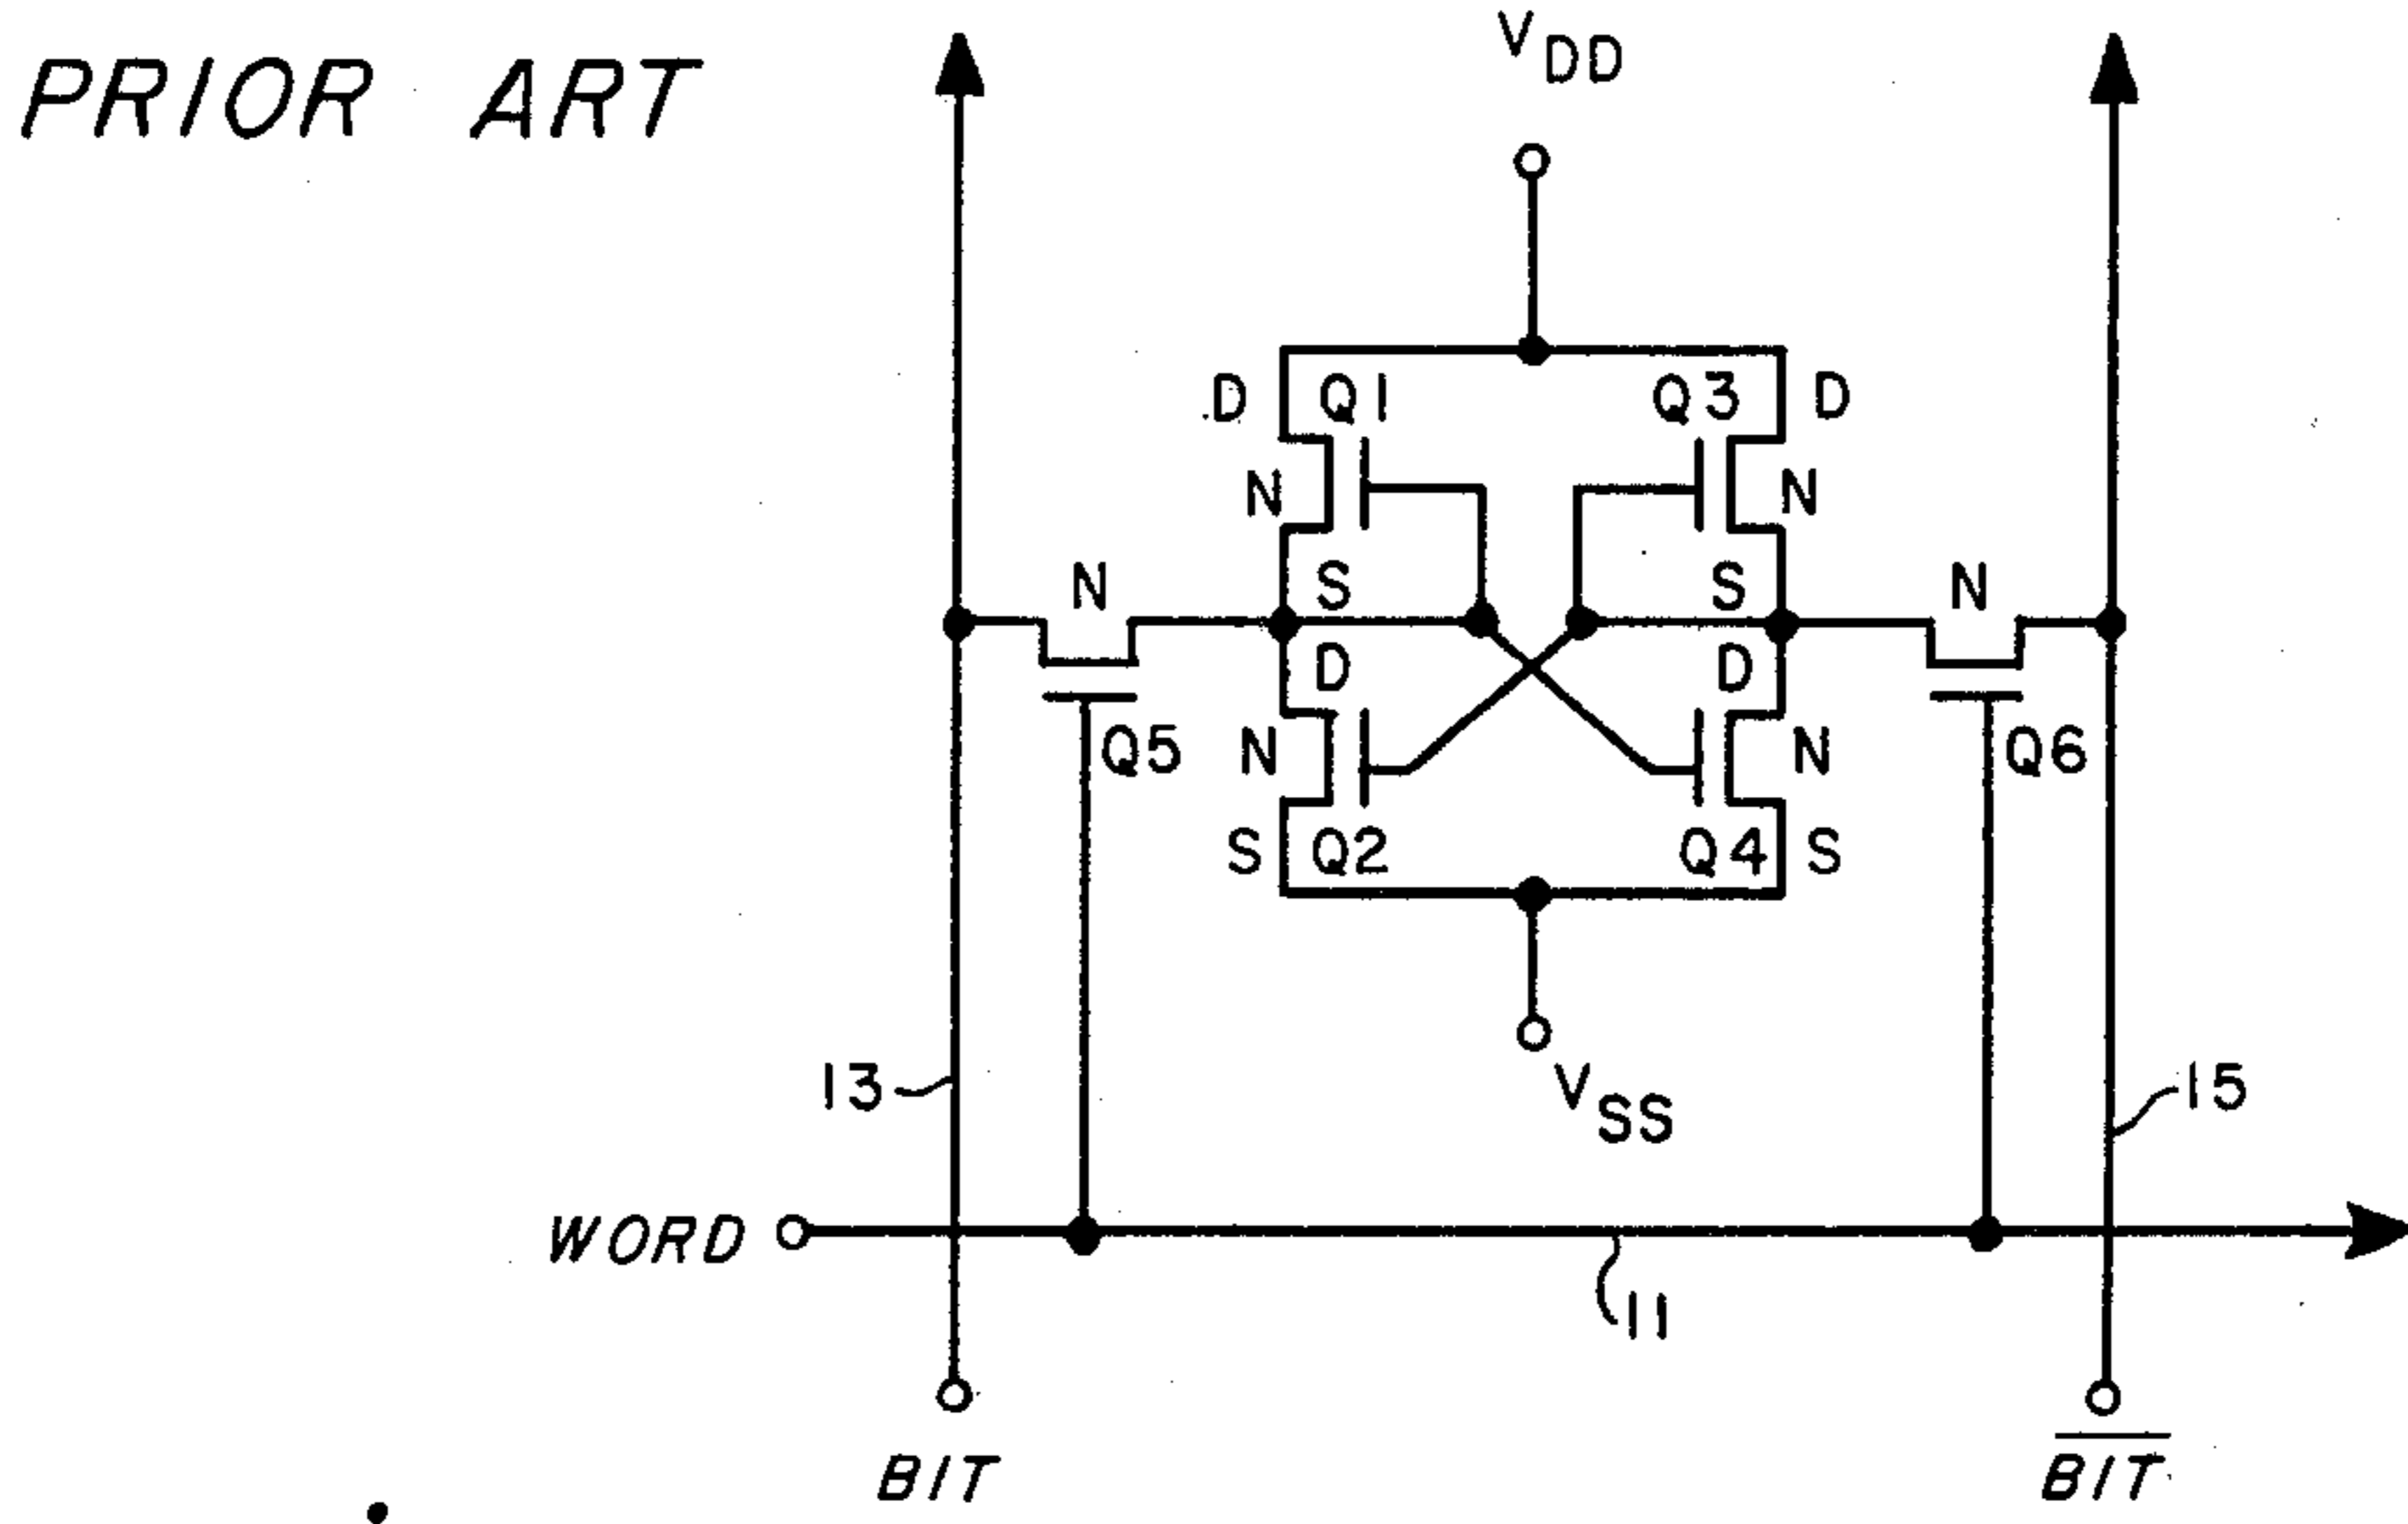 PRIOR ART
VDD
D Q1 Q3 D
N N
N S S N
D D
Q5 N N Q6
S Q2 Q4 S
13 VSS 15
WORD
11
BIT BIT